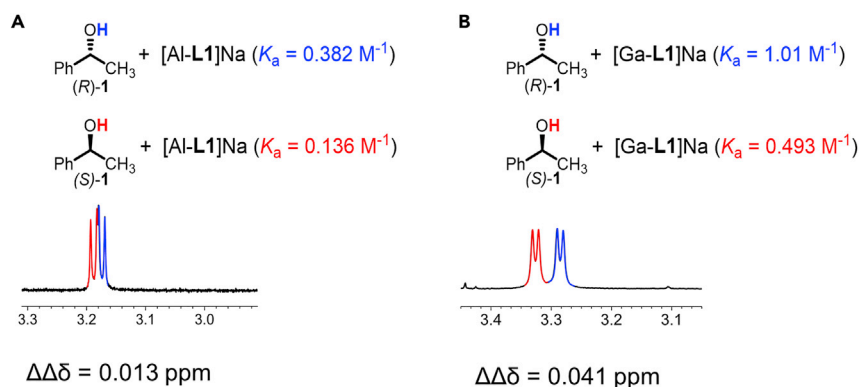 A
OH
Ph CH₃
(R)-1
+ [Al-L1]Na (Kₐ = 0.382 M⁻¹)
OH
Ph CH₃
(S)-1
+ [Al-L1]Na (Kₐ = 0.136 M⁻¹)
3.3 3.2 3.1 3.0
ΔΔδ = 0.013 ppm
B
OH
Ph CH₃
(R)-1
+ [Ga-L1]Na (Kₐ = 1.01 M⁻¹)
OH
Ph CH₃
(S)-1
+ [Ga-L1]Na (Kₐ = 0.493 M⁻¹)
3.4 3.3 3.2 3.1
ΔΔδ = 0.041 ppm